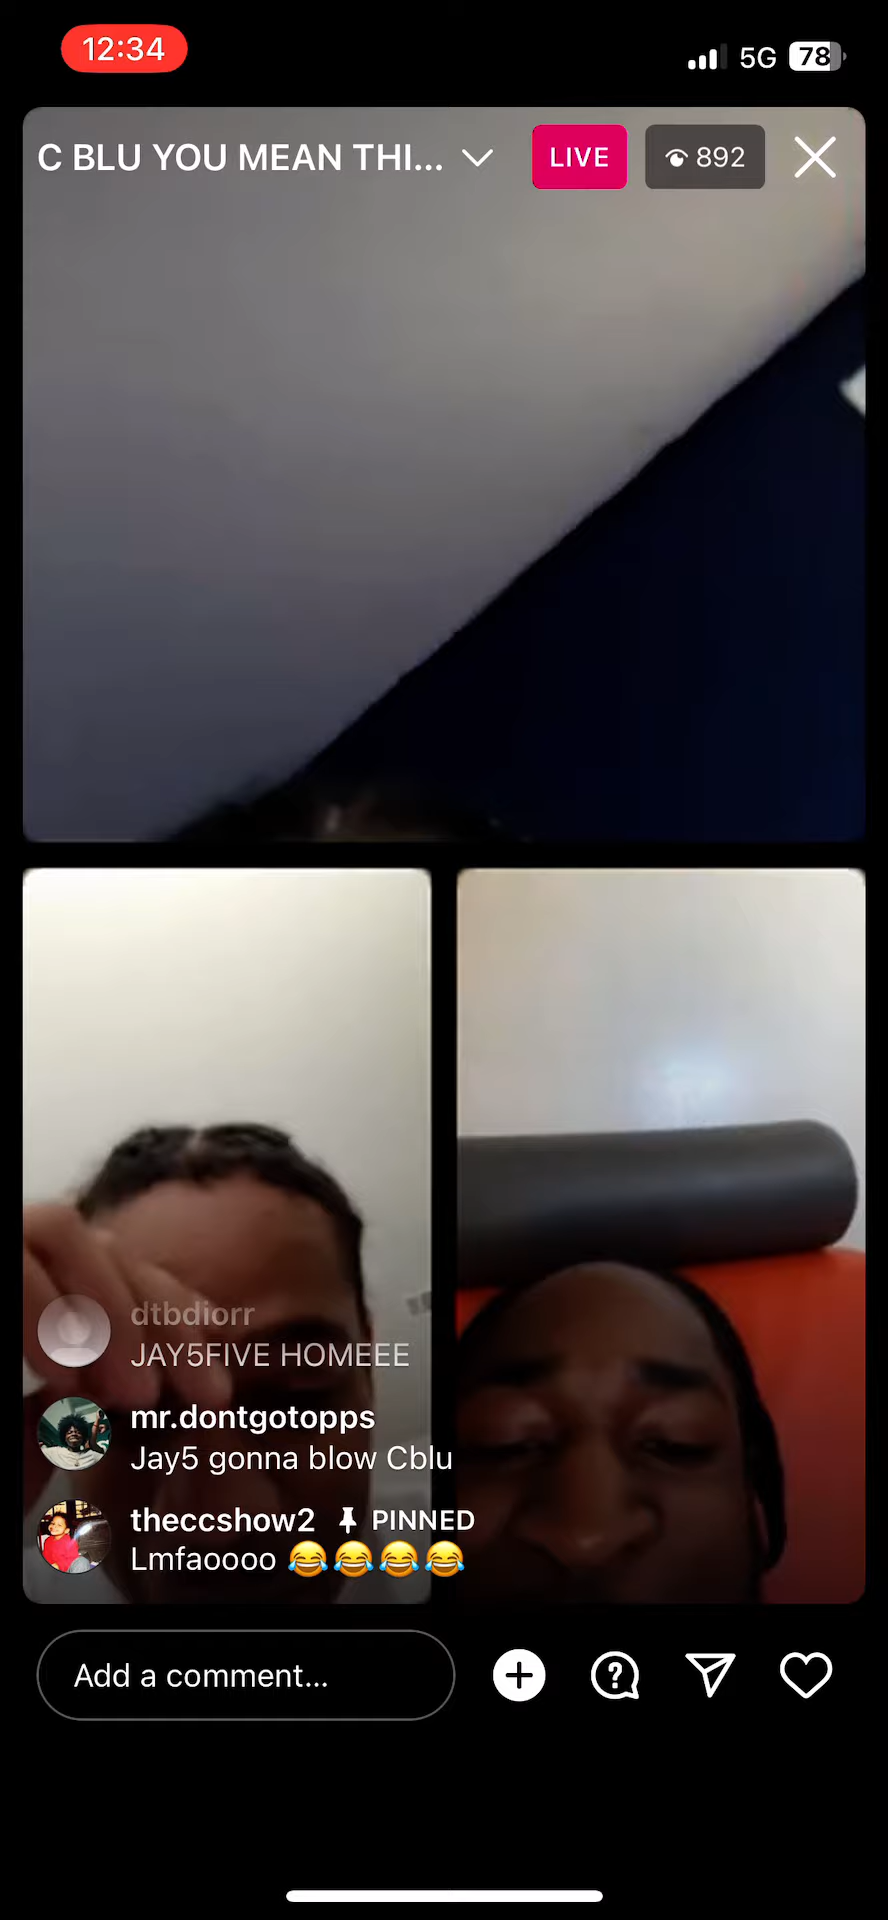 12:34
5G 78
C BLU YOU MEAN THI... LIVE 892
dtbdiorr
JAY5FIVE HOMEEE
mr.dontgotopps
Jay5 gonna blow Cblu
theccshow2 PINNED
Lmfaoooo 😂😂😂😂
Add a comment...